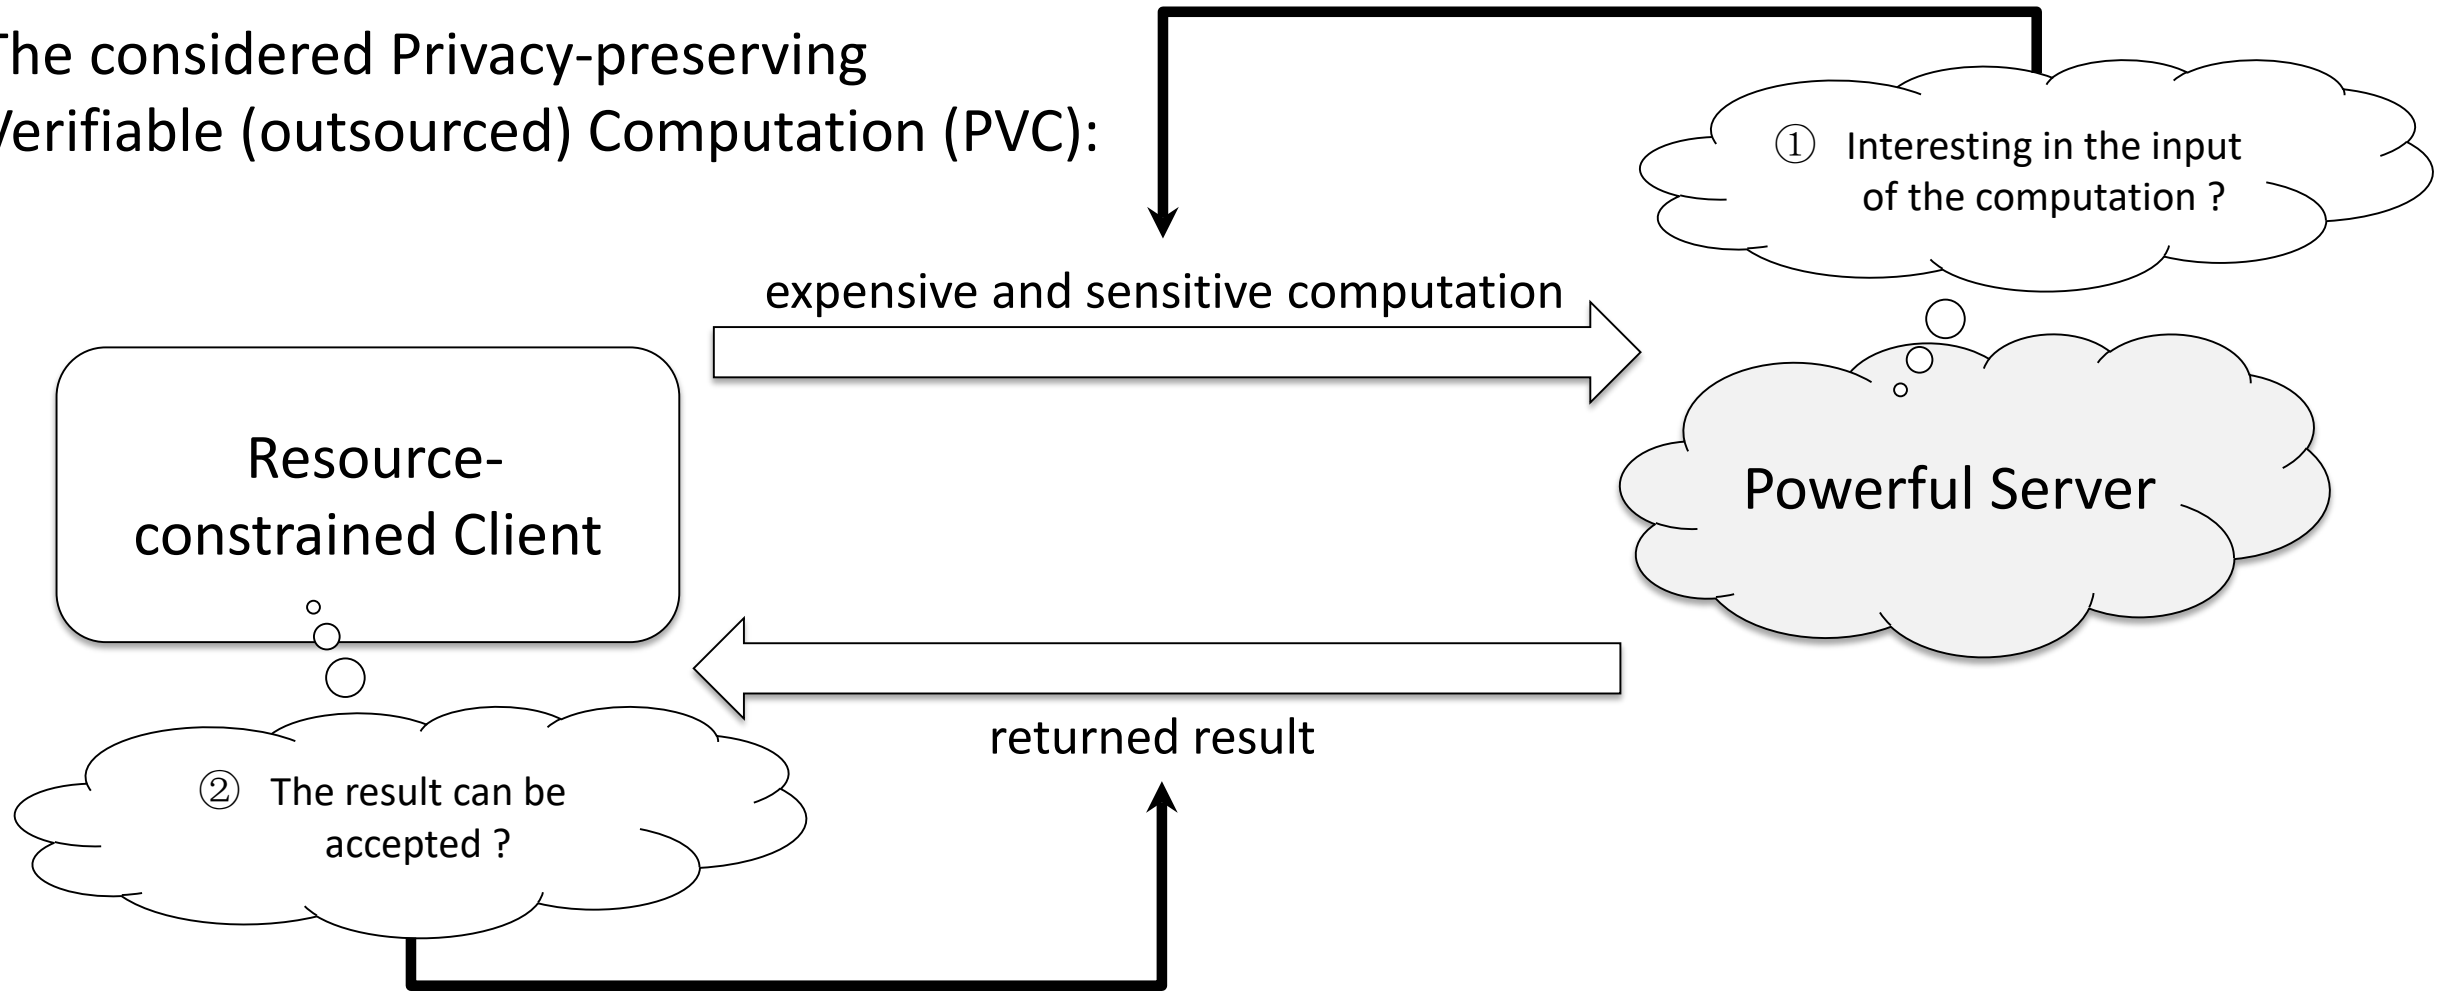 The considered Privacy-preserving
Verifiable (outsourced) Computation (PVC):
① Interesting in the input
of the computation ?
expensive and sensitive computation
Resource-
constrained Client
Powerful Server
returned result
② The result can be
accepted ?